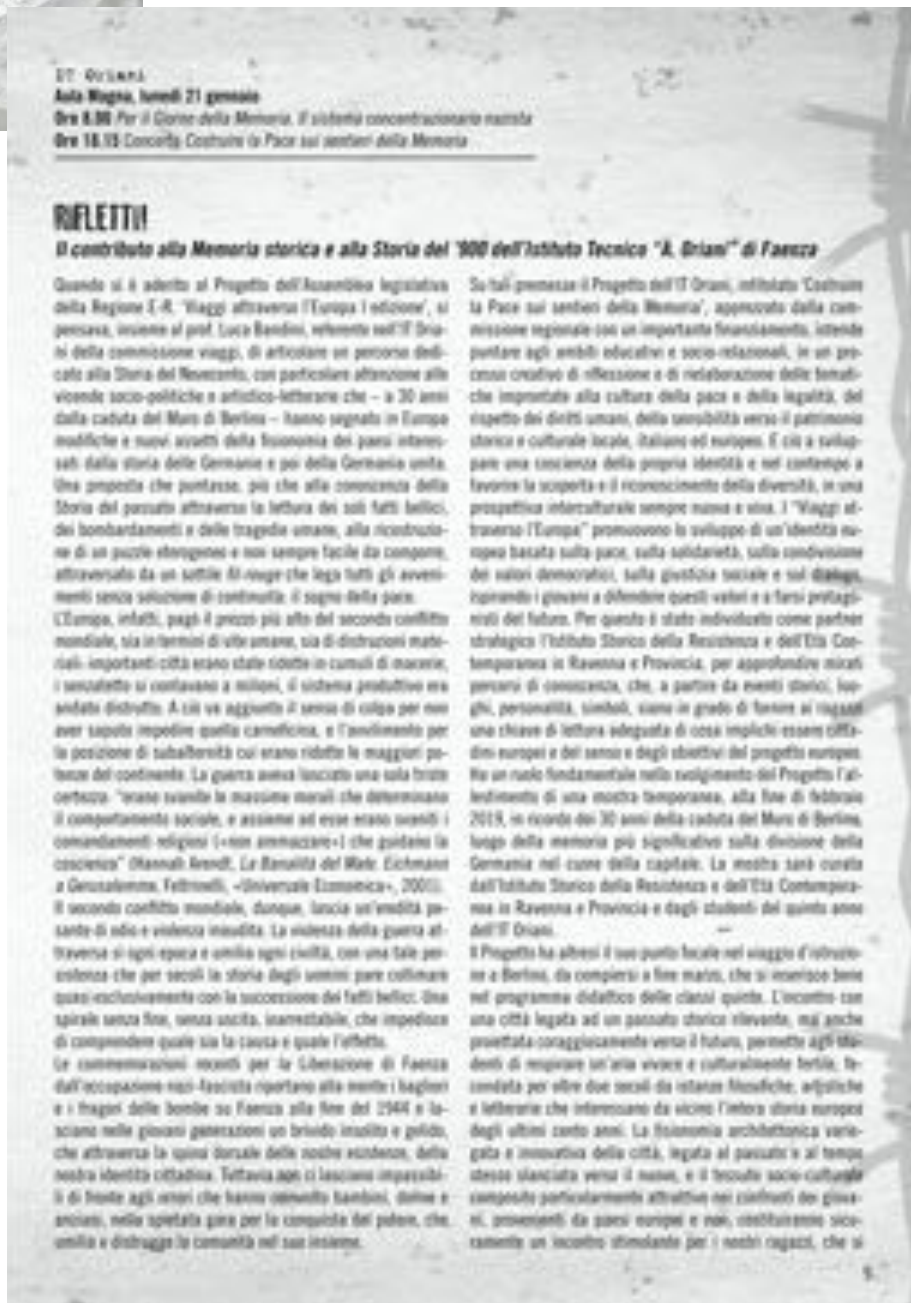 IT Oriani
Aula Magna, lunedì 21 gennaio
Ore 8.00 Per il Giorno della Memoria. Il sistema concentrazionario nazista
Ore 18.15 Concerto Costruire la Pace sui sentieri della Memoria
RIFLETTI!
Il contributo alla Memoria storica e alla Storia del '900 dell'Istituto Tecnico "A. Oriani" di Faenza
Quando si è aderito al Progetto dell'Assemblea legislativa
della Regione E-R. 'Viaggi attraverso l'Europa I edizione', si
pensava, insieme al prof. Luca Bandini, referente nell'IT Oria-
ni della commissione viaggi, di articolare un percorso dedi-
cato alla Storia del Novecento, con particolare attenzione alle
vicende socio-politiche e artistico-letterarie che – a 30 anni
dalla caduta del Muro di Berlino – hanno segnato in Europa
modifiche e nuovi assetti della fisionomia dei paesi interes-
sati dalla storia delle Germanie e poi della Germania unita.
Una proposta che puntasse, più che alla conoscenza della
Storia del passato attraverso la lettura dei soli fatti bellici,
dei bombardamenti e delle tragedie umane, alla ricostruzio-
ne di un puzzle eterogeneo e non sempre facile da comporre,
attraversato da un sottile fil-rouge che lega tutti gli avveni-
menti senza soluzione di continuità: il sogno della pace.
L'Europa, infatti, pagò il prezzo più alto del secondo conflitto
mondiale, sia in termini di vite umane, sia di distruzioni mate-
riali: importanti città erano state ridotte in cumuli di macerie,
i senzatetto si contavano a milioni, il sistema produttivo era
andato distrutto. A ciò va aggiunto il senso di colpa per non
aver saputo impedire quella carneficina, e l'avvilimento per
la posizione di subalternità cui erano ridotte le maggiori po-
tenze del continente. La guerra aveva lasciato una sola triste
certezza: "erano svanite le massime morali che determinano
il comportamento sociale, e assieme ad esse erano svaniti i
comandamenti religiosi («non ammazzare») che guidano la
coscienza" (Hannah Arendt, La Banalità del Male. Eichmann
a Gerusalemme, Feltrinelli, «Universale Economica», 2001).
Il secondo conflitto mondiale, dunque, lascia un'eredità pe-
sante di odio e violenza inaudita. La violenza della guerra at-
traversa sì ogni epoca e umilia ogni civiltà, con una tale per-
sistenza che per secoli la storia degli uomini pare collimare
quasi esclusivamente con la successione dei fatti bellici. Una
spirale senza fine, senza uscita, inarrestabile, che impedisce
di comprendere quale sia la causa e quale l'effetto.
Le commemorazioni recenti per la Liberazione di Faenza
dall'occupazione nazi-fascista riportano alla mente i bagliori
e i fragori delle bombe su Faenza alla fine del 1944 e la-
sciano nelle giovani generazioni un brivido insolito e gelido,
che attraversa la spina dorsale delle nostre esistenze, della
nostra identità cittadina. Tuttavia non ci lasciano impassibi-
li di fronte agli orrori che hanno coinvolto bambini, donne e
anziani, nella spietata gara per la conquista del potere, che
umilia e distrugge la comunità nel suo insieme.
Su tali premesse il Progetto dell'IT Oriani, intitolato 'Costruire
la Pace sui sentieri della Memoria', apprezzato dalla com-
missione regionale con un importante finanziamento, intende
puntare agli ambiti educativi e socio-relazionali, in un pro-
cesso creativo di riflessione e di rielaborazione delle temati-
che improntate alla cultura della pace e della legalità, del
rispetto dei diritti umani, della sensibilità verso il patrimonio
storico e culturale locale, italiano ed europeo. E ciò a svilup-
pare una coscienza della propria identità e nel contempo a
favorire la scoperta e il riconoscimento della diversità, in una
prospettiva interculturale sempre nuova e viva. I "Viaggi at-
traverso l'Europa" promuovono lo sviluppo di un'identità eu-
ropea basata sulla pace, sulla solidarietà, sulla condivisione
dei valori democratici, sulla giustizia sociale e sul dialogo,
ispirando i giovani a difendere questi valori e a farsi protago-
nisti del futuro. Per questo è stato individuato come partner
strategico l'Istituto Storico della Resistenza e dell'Età Con-
temporanea in Ravenna e Provincia, per approfondire mirati
percorsi di conoscenza, che, a partire da eventi storici, luo-
ghi, personalità, simboli, siano in grado di fornire ai ragazzi
una chiave di lettura adeguata di cosa implichi essere citta-
dini europei e del senso e degli obiettivi del progetto europeo.
Ha un ruolo fondamentale nello svolgimento del Progetto l'al-
lestimento di una mostra temporanea, alla fine di febbraio
2019, in ricordo dei 30 anni della caduta del Muro di Berlino,
luogo della memoria più significativo sulla divisione della
Germania nel cuore della capitale. La mostra sarà curata
dall'Istituto Storico della Resistenza e dell'Età Contempora-
nea in Ravenna e Provincia e dagli studenti del quinto anno
dell'IT Oriani.
Il Progetto ha altresì il suo punto focale nel viaggio d'istruzio-
ne a Berlino, da compiersi a fine marzo, che si inserisce bene
nel programma didattico delle classi quinte. L'incontro con
una città legata ad un passato storico rilevante, ma anche
proiettata coraggiosamente verso il futuro, permette agli stu-
denti di respirare un'aria vivace e culturalmente fertile, fe-
condata per oltre due secoli da istanze filosofiche, artistiche
e letterarie che interessano da vicino l'intera storia europea
degli ultimi cento anni. La fisionomia architettonica varie-
gata e innovativa della città, legata al passato e al tempo
stesso slanciata verso il nuovo, e il tessuto socio-culturale
composito particolarmente attrattivo nei confronti dei giova-
ni, provenienti da paesi europei e non, costituiranno sicu-
ramente un incontro stimolante per i nostri ragazzi, che si